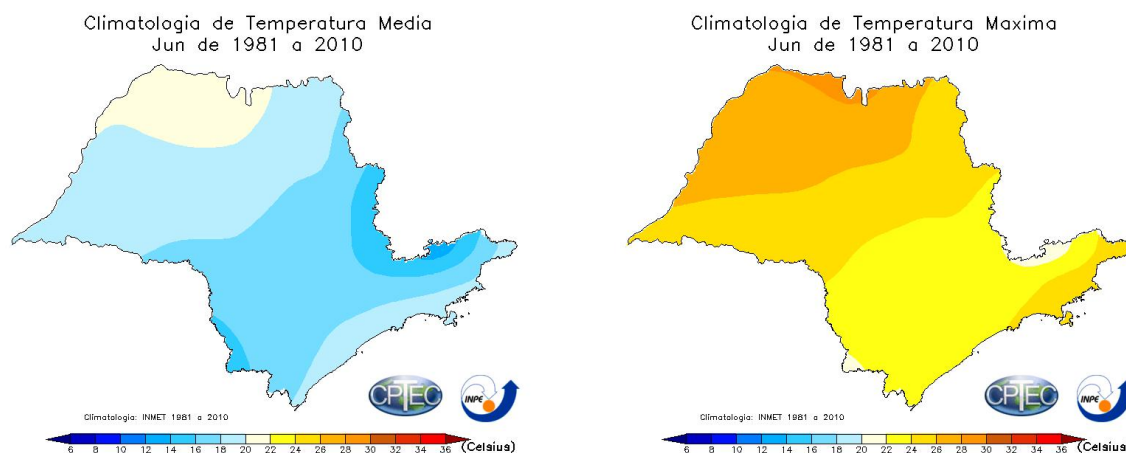 Climatologia de Temperatura Media
Jun de 1981 a 2010
CPTEC
INPE
Climatologia: INMET 1981 a 2010
6 8 10 12 14 16 18 20 22 24 26 28 30 32 34 36 (Celsius)
Climatologia de Temperatura Maxima
Jun de 1981 a 2010
CPTEC
INPE
Climatologia: INMET 1981 a 2010
6 8 10 12 14 16 18 20 22 24 26 28 30 32 34 36 (Celsius)